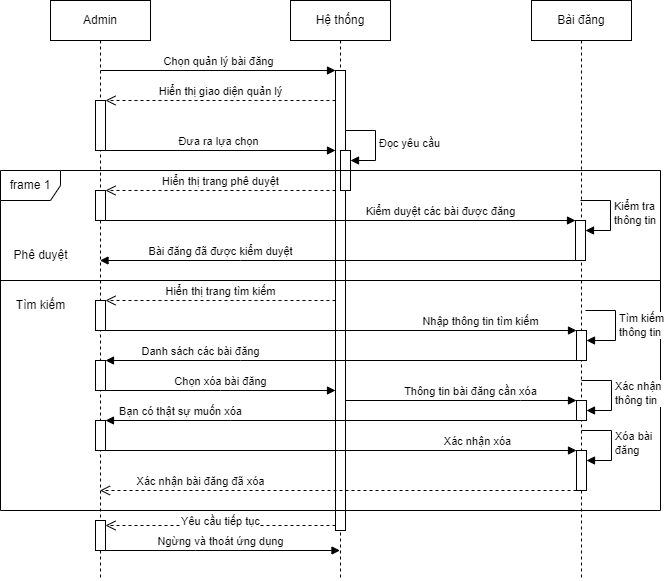 Admin
Hệ thống
Bài đăng
Chọn quản lý bài đăng
Hiển thị giao diện quản lý
Đưa ra lựa chọn
Đọc yêu cầu
frame 1
Hiển thị trang phê duyệt
Kiểm duyệt các bài được đăng
Kiểm tra
thông tin
Phê duyệt
Bài đăng đã được kiểm duyệt
Tìm kiếm
Hiển thị trang tìm kiếm
Nhập thông tin tìm kiếm
Tìm kiếm
thông tin
Danh sách các bài đăng
Chọn xóa bài đăng
Thông tin bài đăng cần xóa
Xác nhận
thông tin
Bạn có thật sự muốn xóa
Xác nhận xóa
Xóa bài
đăng
Xác nhận bài đăng đã xóa
Yêu cầu tiếp tục
Ngừng và thoát ứng dụng